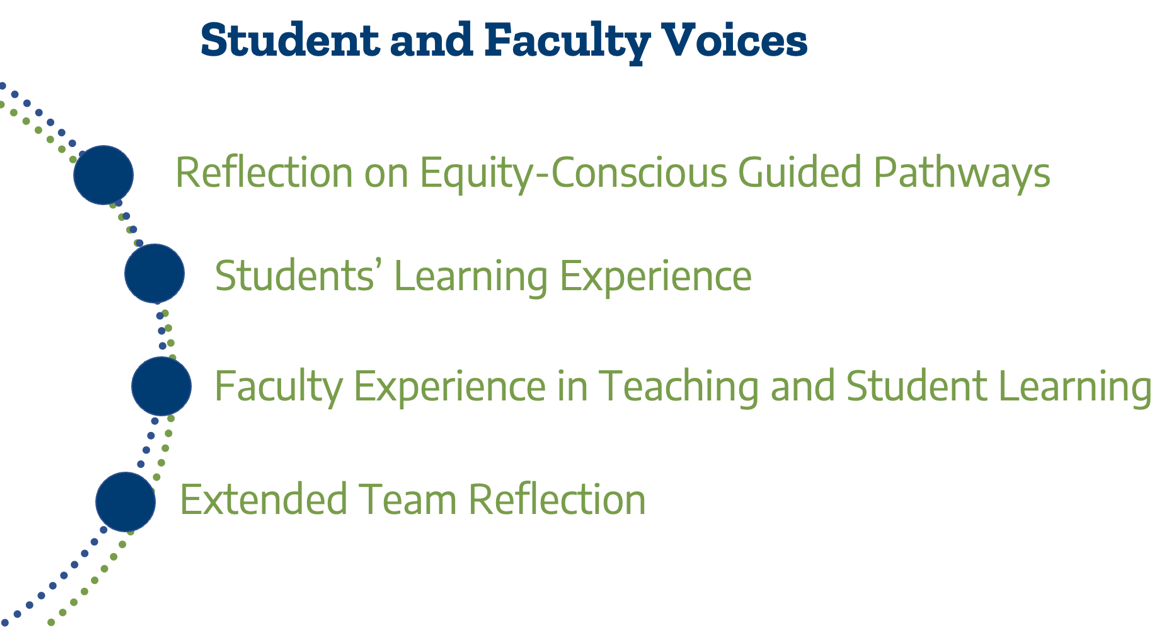 Student and Faculty Voices
Reflection on Equity-Conscious Guided Pathways
Students’ Learning Experience
Faculty Experience in Teaching and Student Learning
Extended Team Reflection